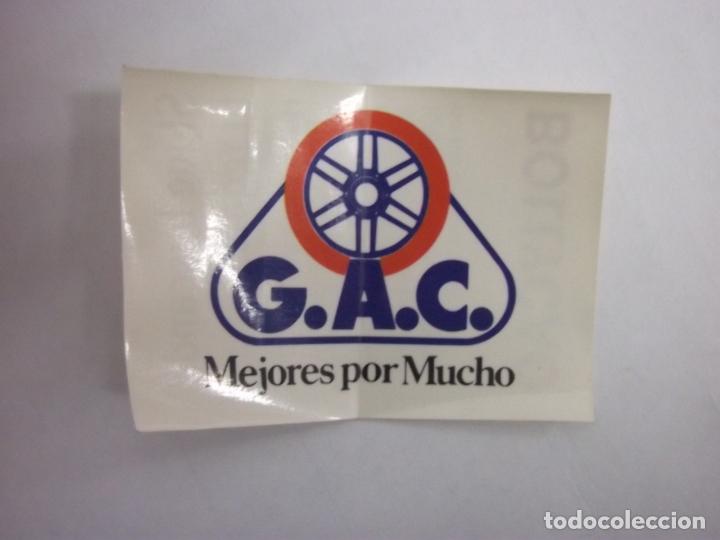 G.A.C.
Mejores por Mucho
todocoleccion